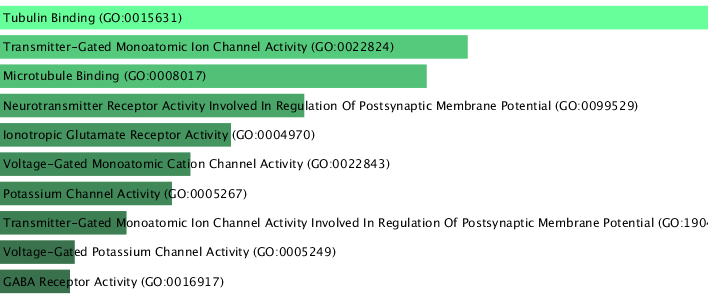 Tubulin Binding (GO:0015631)
Transmitter-Gated Monoatomic Ion Channel Activity (GO:0022824)
Microtubule Binding (GO:0008017)
Neurotransmitter Receptor Activity Involved In Regulation Of Postsynaptic Membrane Potential (GO:0099529)
Ionotropic Glutamate Receptor Activity (GO:0004970)
Voltage-Gated Monoatomic Cation Channel Activity (GO:0022843)
Potassium Channel Activity (GO:0005267)
Transmitter-Gated Monoatomic Ion Channel Activity Involved In Regulation Of Postsynaptic Membrane Potential (GO:190
Voltage-Gated Potassium Channel Activity (GO:0005249)
GABA Receptor Activity (GO:0016917)